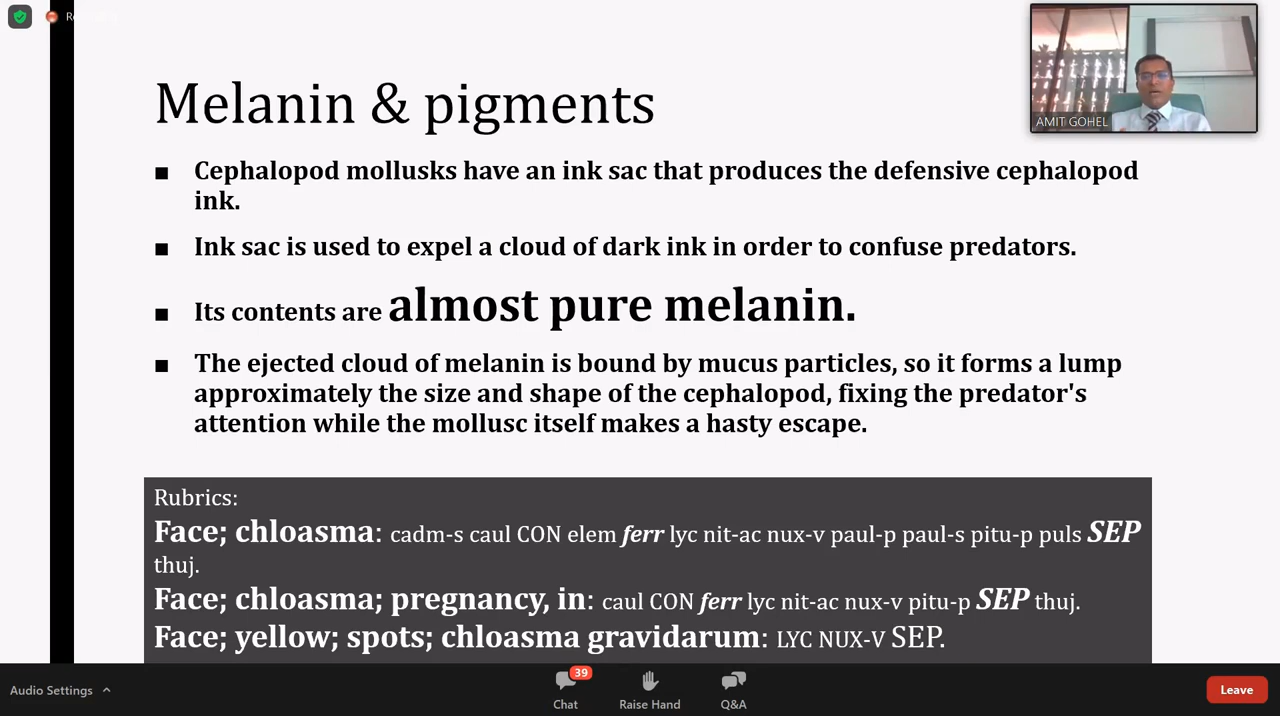 Melanin & pigments
AMIT GOHEL
■ Cephalopod mollusks have an ink sac that produces the defensive cephalopod
ink.
■ Ink sac is used to expel a cloud of dark ink in order to confuse predators.
■ Its contents are almost pure melanin.
■ The ejected cloud of melanin is bound by mucus particles, so it forms a lump
approximately the size and shape of the cephalopod, fixing the predator's
attention while the mollusc itself makes a hasty escape.
Rubrics:
Face; chloasma: cadm-s caul CON elem ferr lyc nit-ac nux-v paul-p paul-s pitu-p puls SEP
thuj.
Face; chloasma; pregnancy, in: caul CON ferr lyc nit-ac nux-v pitu-p SEP thuj.
Face; yellow; spots; chloasma gravidarum: LYC NUX-V SEP.
Audio Settings
39
Chat
Raise Hand
Q&A
Leave